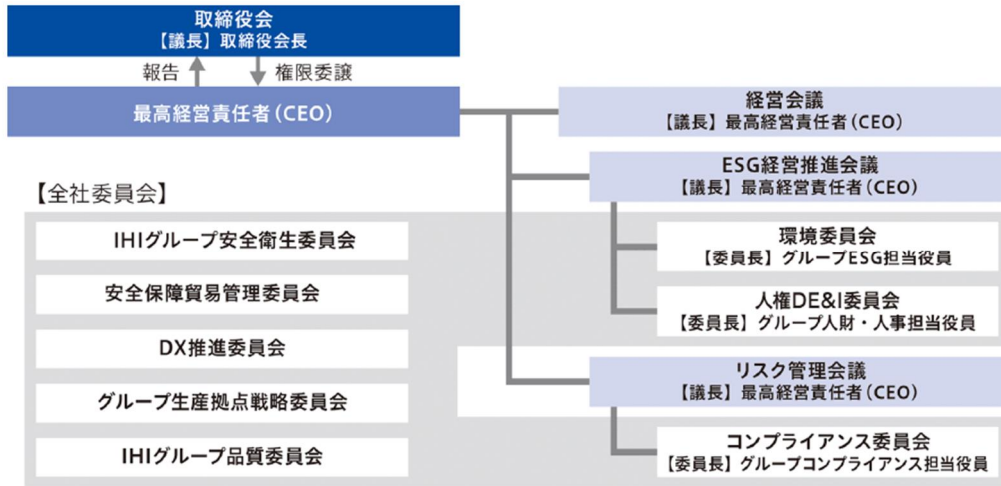 取締役会
【議長】取締役会長
報告
権限委譲
最高経営責任者(CEO)
経営会議
【議長】最高経営責任者(CEO)
ESG経営推進会議
【議長】最高経営責任者(CEO)
【全社委員会】
IHIグループ安全衛生委員会
安全保障貿易管理委員会
DX推進委員会
グループ生産拠点戦略委員会
IHIグループ品質委員会
環境委員会
【委員長】グループESG担当役員
人権DE&I委員会
【委員長】グループ人財・人事担当役員
リスク管理会議
【議長】最高経営責任者(CEO)
コンプライアンス委員会
【委員長】グループコンプライアンス担当役員